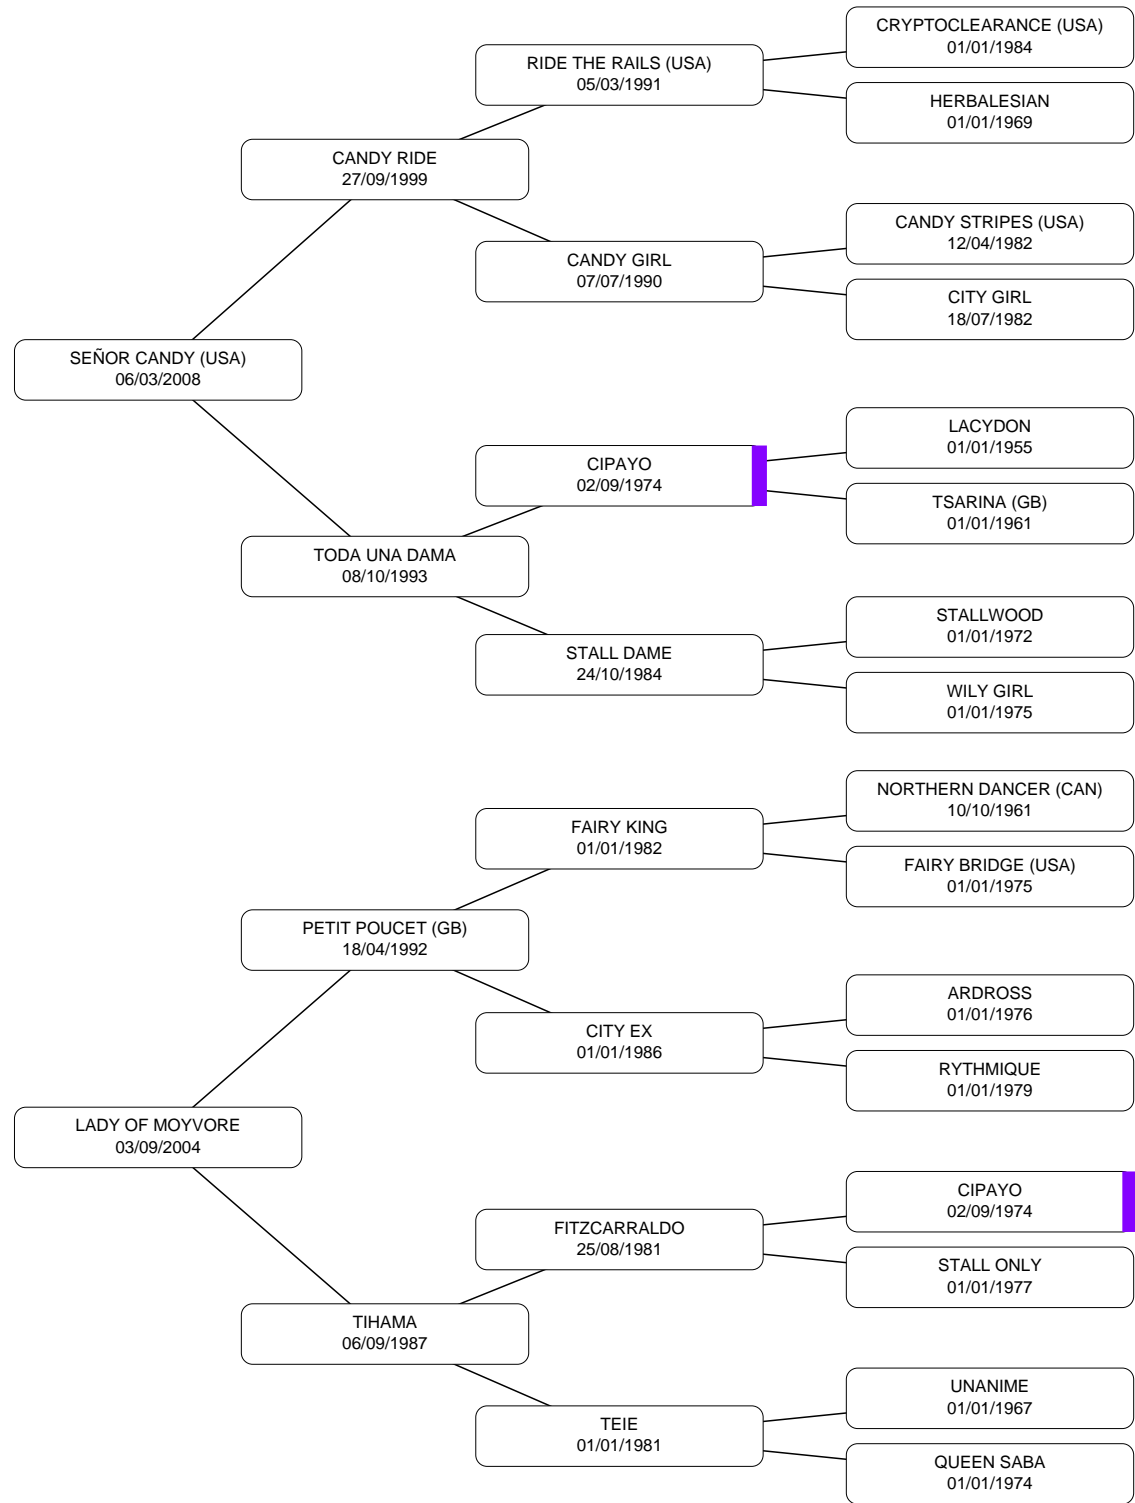 CRYPTOCLEARANCE (USA)
01/01/1984
RIDE THE RAILS (USA)
05/03/1991
HERBALESIAN
01/01/1969
CANDY RIDE
27/09/1999
CANDY STRIPES (USA)
12/04/1982
CANDY GIRL
07/07/1990
CITY GIRL
18/07/1982
SEÑOR CANDY (USA)
06/03/2008
LACYDON
01/01/1955
CIPAYO
02/09/1974
TSARINA (GB)
01/01/1961
TODA UNA DAMA
08/10/1993
STALLWOOD
01/01/1972
STALL DAME
24/10/1984
WILY GIRL
01/01/1975
NORTHERN DANCER (CAN)
10/10/1961
FAIRY KING
01/01/1982
FAIRY BRIDGE (USA)
01/01/1975
PETIT POUCET (GB)
18/04/1992
ARDROSS
01/01/1976
CITY EX
01/01/1986
RYTHMIQUE
01/01/1979
LADY OF MOYVORE
03/09/2004
CIPAYO
02/09/1974
FITZCARRALDO
25/08/1981
STALL ONLY
01/01/1977
TIHAMA
06/09/1987
UNANIME
01/01/1967
TEIE
01/01/1981
QUEEN SABA
01/01/1974